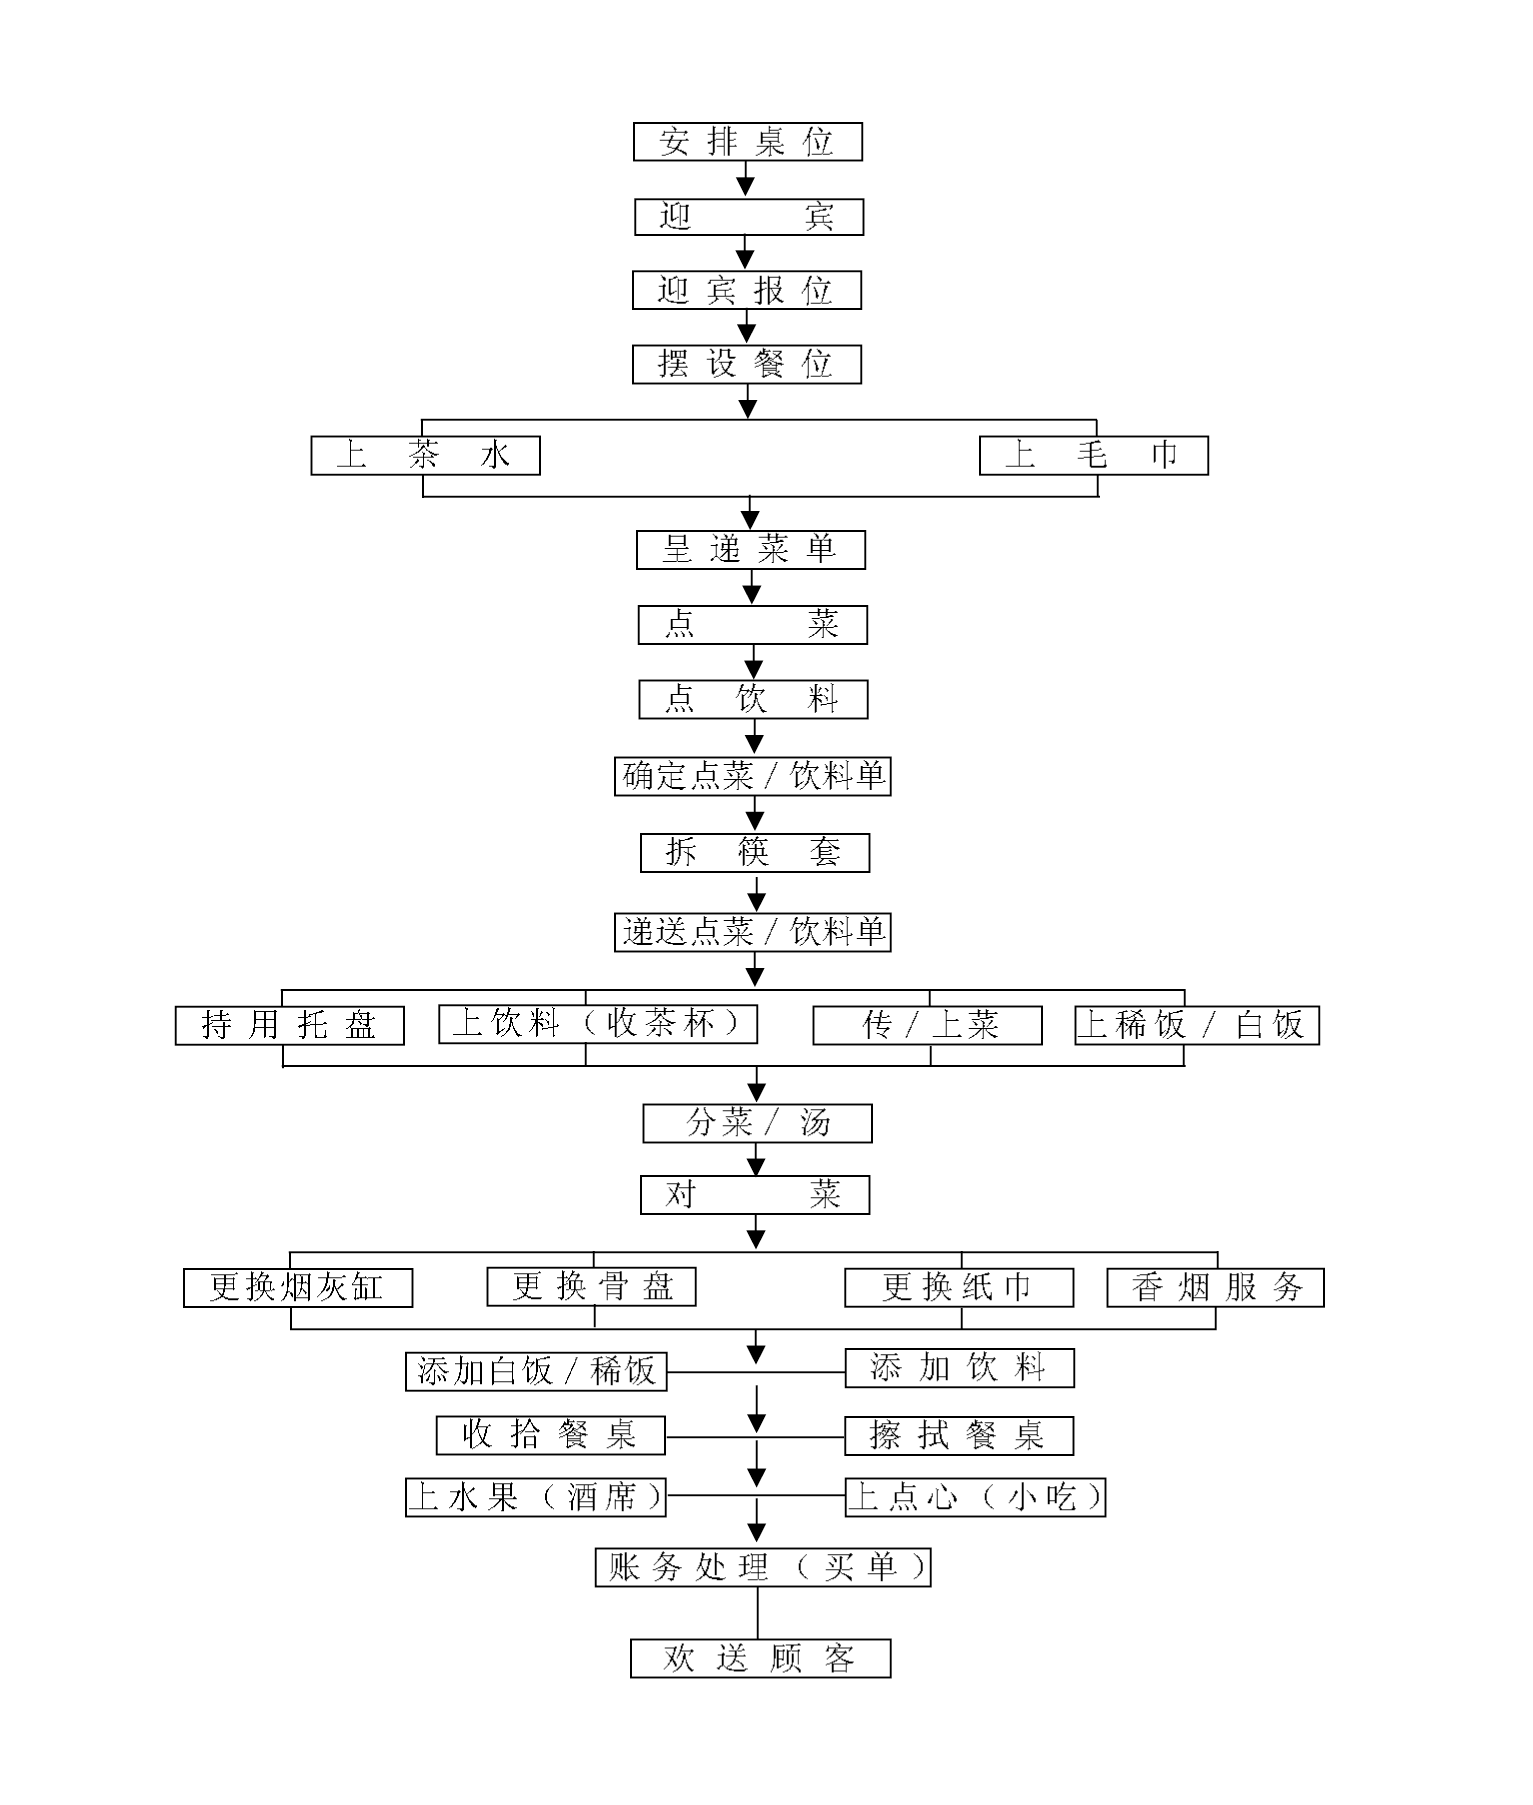 安排桌位
迎宾
迎宾报位
摆设餐位
上茶水
上毛巾
呈递菜单
点菜
点饮料
确定点菜/饮料单
拆筷套
递送点菜/饮料单
持用托盘
上饮料（收茶杯）
传/上菜
上稀饭/白饭
分菜/汤
对菜
更换烟灰缸
更换骨盘
更换纸巾
香烟服务
添加白饭/稀饭
添加饮料
收拾餐桌
擦拭餐桌
上水果（酒席）
上点心（小吃）
账务处理（买单）
欢送顾客